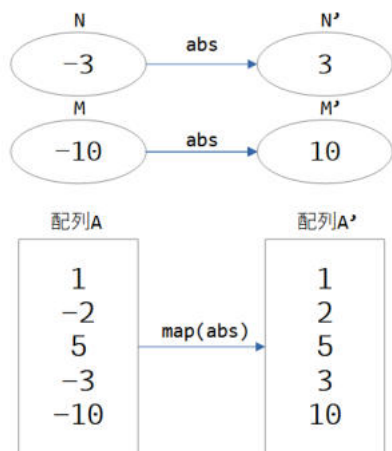 N N’
abs
−3 3
M M’
abs
−10 10
配列A 配列A’
1 1
−2 2
5 5
map(abs)
−3 3
−10 10